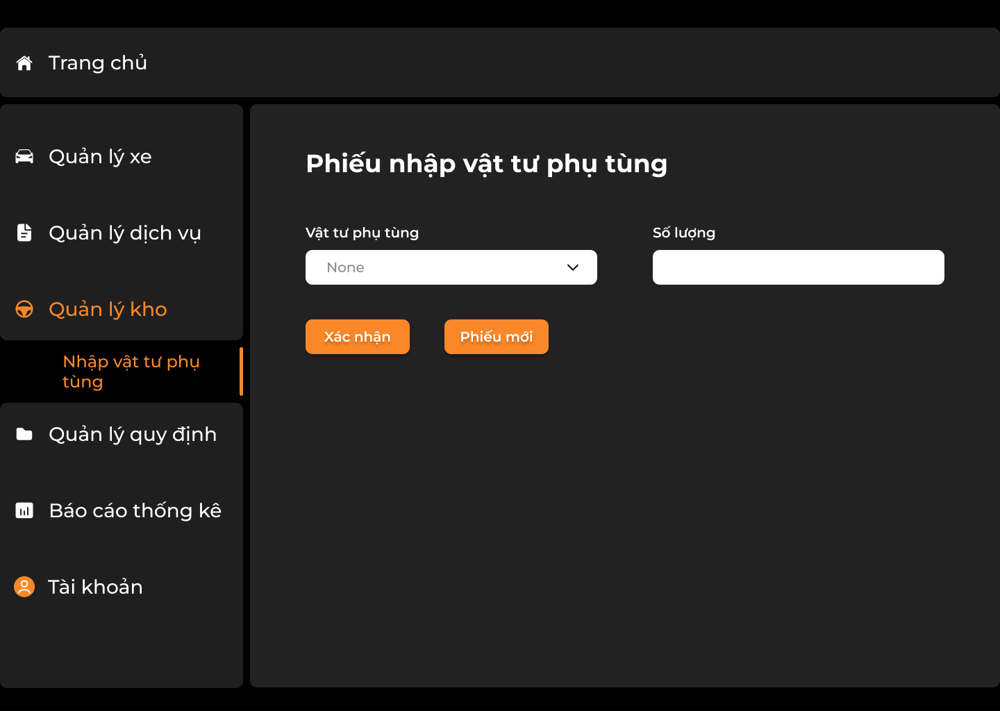 Trang chủ
Quản lý xe
Quản lý dịch vụ
Quản lý kho
Nhập vật tư phụ
tùng
Quản lý quy định
Báo cáo thống kê
Tài khoản
Phiếu nhập vật tư phụ tùng
Vật tư phụ tùng
Số lượng
None
Xác nhận
Phiếu mới